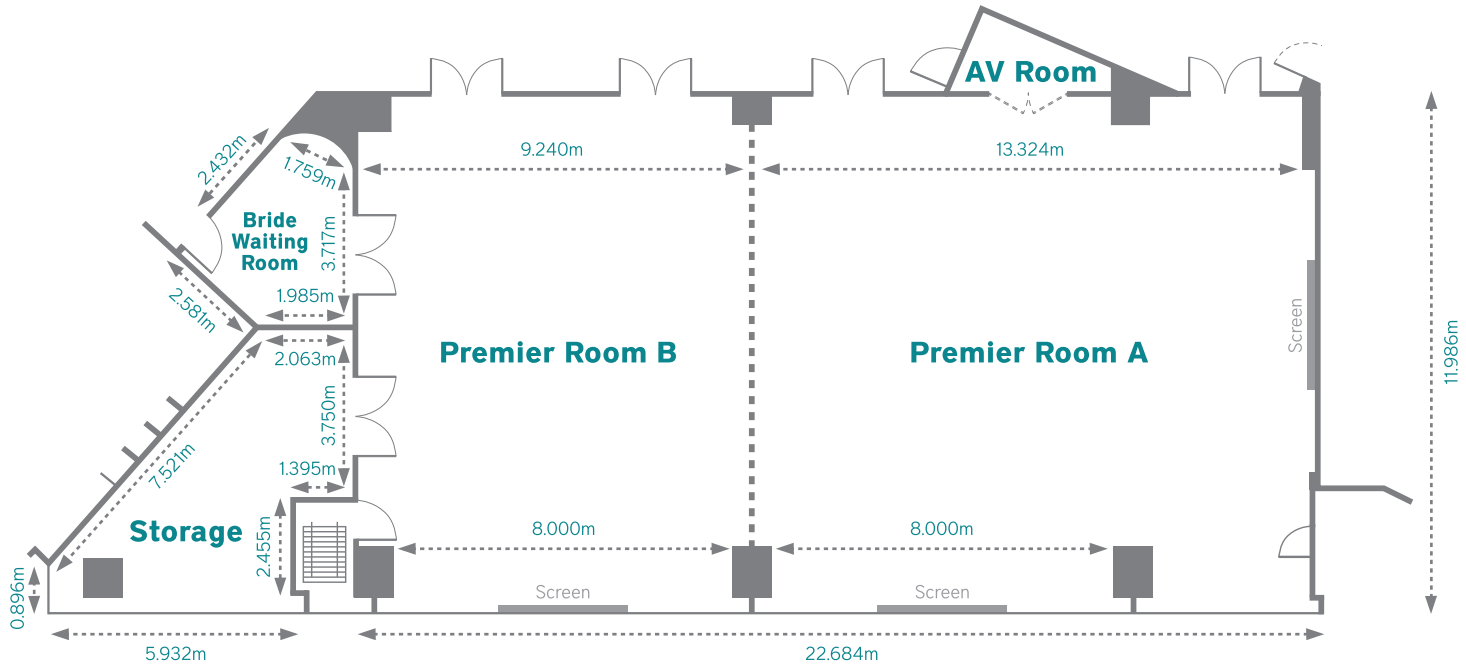 AV Room
2.432m
1.759m
9.240m
13.324m
Bride
Waiting
Room
3.717m
1.985m
2.581m
2.063m
3.750m
Premier Room B
Premier Room A
Screen
11.986m
7.521m
1.395m
Storage
2.455m
8.000m
8.000m
0.896m
Screen
Screen
5.932m
22.684m